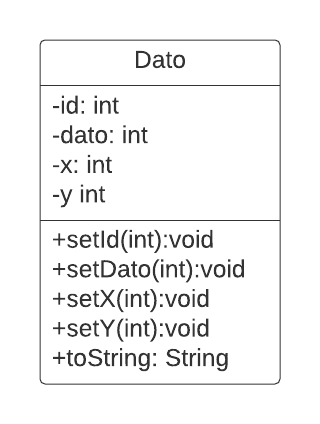 Dato
-id: int
-dato: int
-x: int
-y int
+setId(int):void
+setDato(int):void
+setX(int):void
+setY(int):void
+toString: String